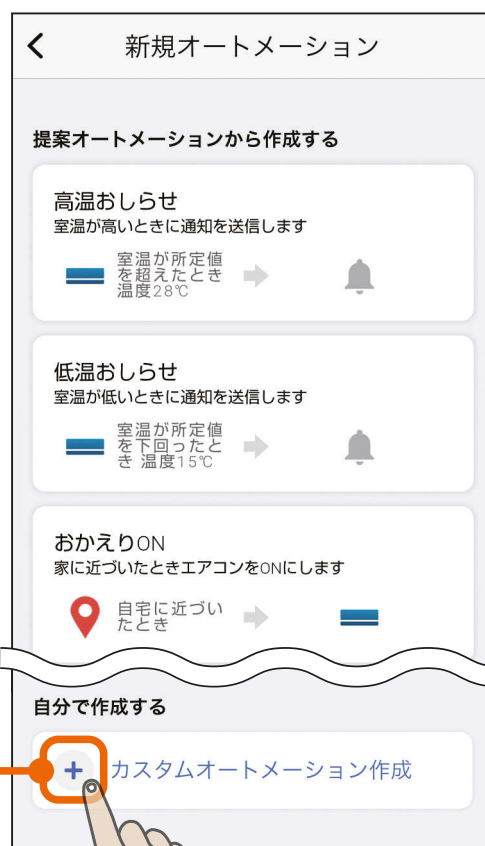 新規オートメーション
提案オートメーションから作成する
高温おしらせ
室温が高いときに通知を送信します
室温が所定値
を超えたとき
温度28℃
低温おしらせ
室温が低いときに通知を送信します
室温が所定値
を下回ったと
き 温度15℃
おかえりON
家に近づいたときエアコンをONにします
自宅に近づい
たとき
自分で作成する
カスタムオートメーション作成